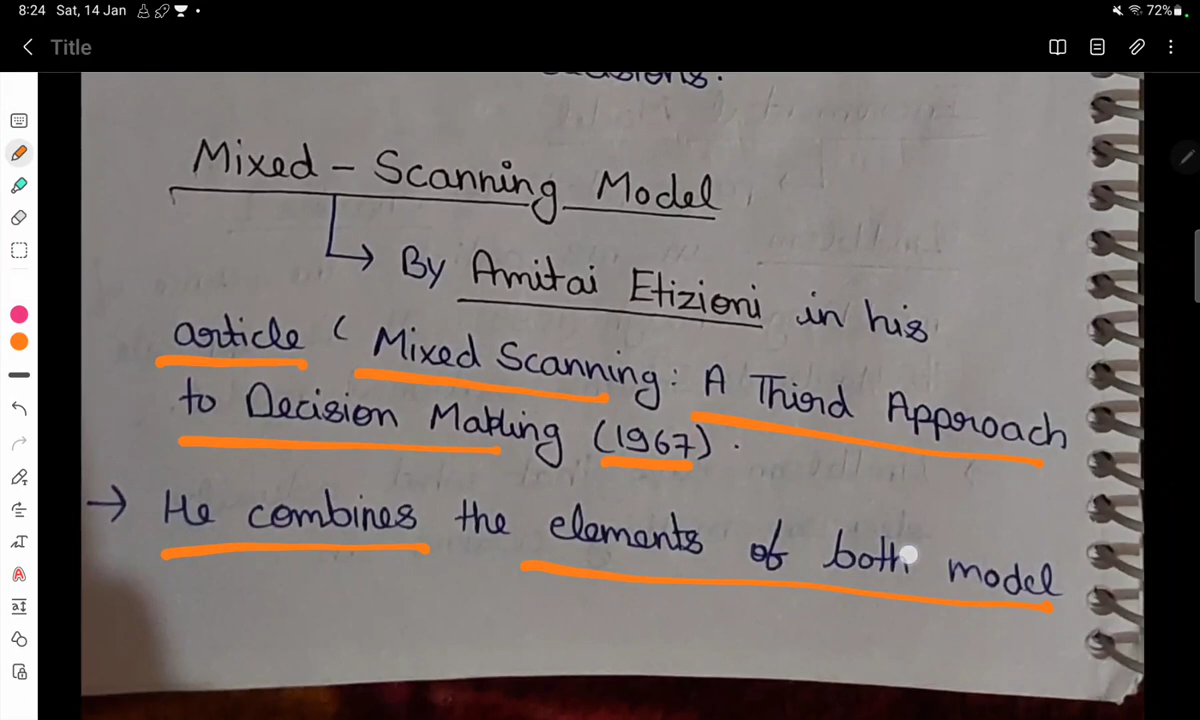 8:24 Sat, 14 Jan
72%
Title
Mixed - Scanning Model
By Amitai Etizioni in his
article ( Mixed Scanning : A Third Approach
to Decision Making (1967).
→ He combines the elements of both model